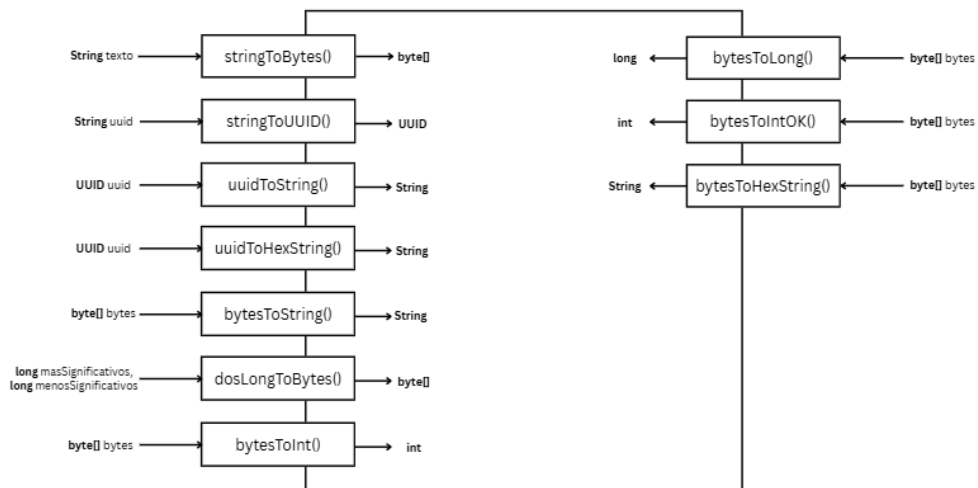 String texto
stringToBytes()
byte[]
String uuid
stringToUUID()
UUID
UUID uuid
uuidToString()
String
UUID uuid
uuidToHexString()
String
byte[] bytes
bytesToString()
String
long masSignificativos,
long menosSignificativos
dosLongToBytes()
byte[]
byte[] bytes
bytesToInt()
int
long
bytesToLong()
byte[] bytes
int
bytesToIntOK()
byte[] bytes
String
bytesToHexString()
byte[] bytes